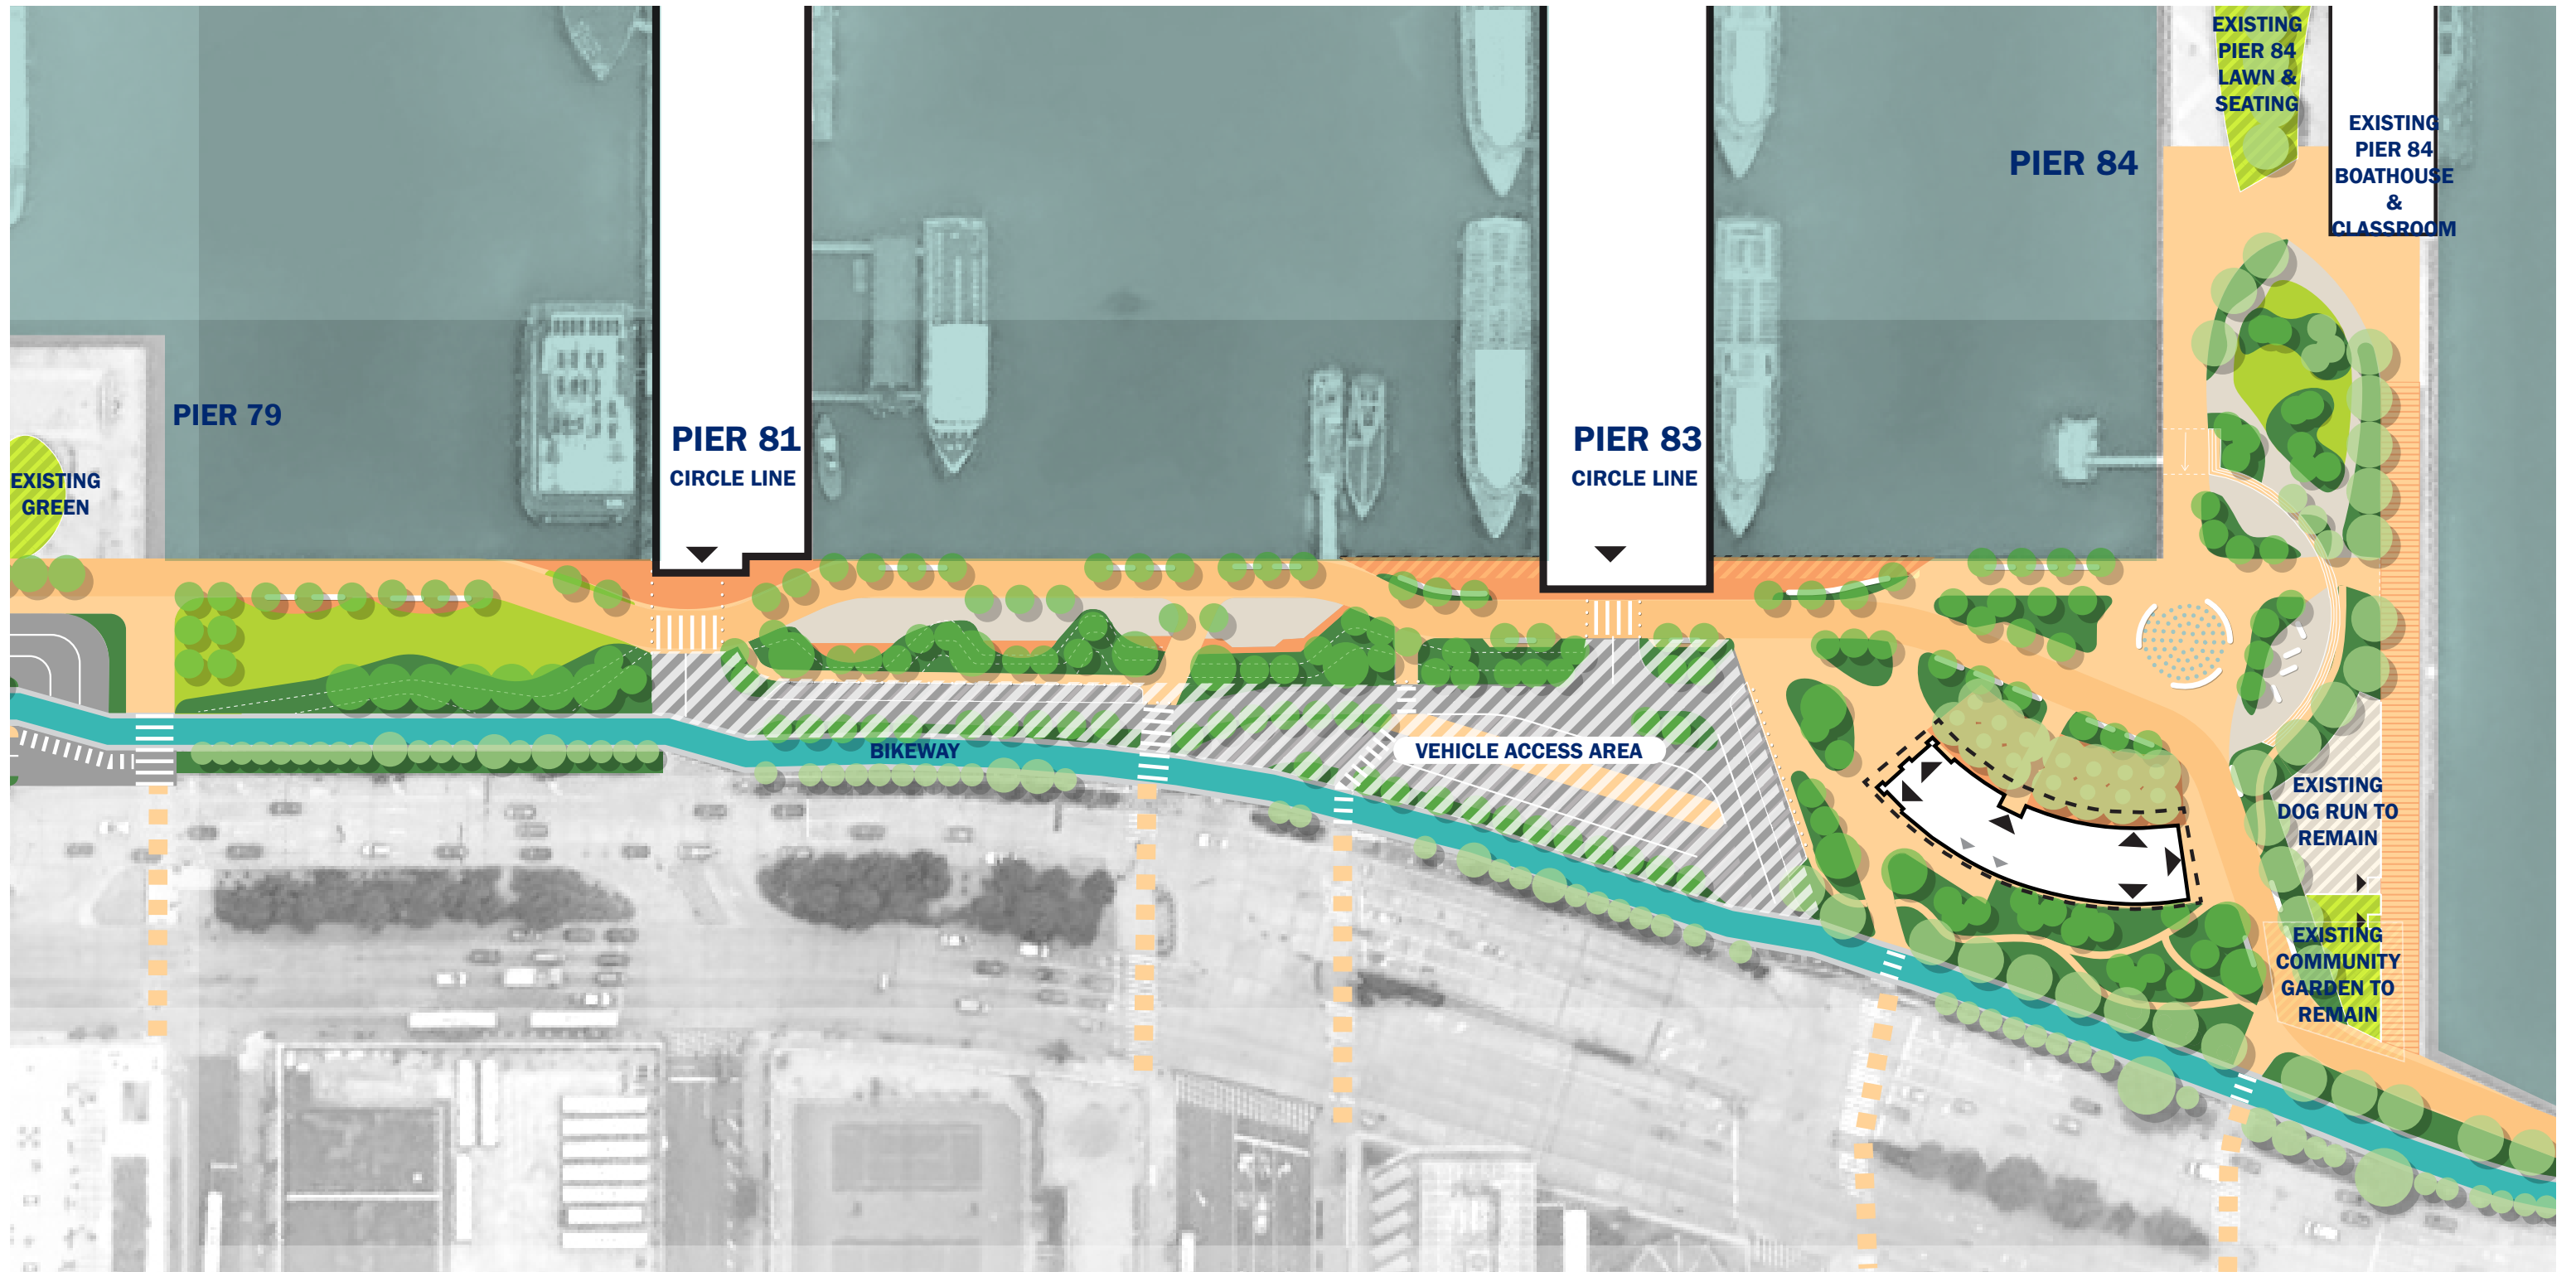 EXISTING
PIER 84
LAWN &
SEATING
EXISTING
PIER 84
BOATHOUSE
&
CLASSROOM
PIER 84
PIER 79
PIER 81
CIRCLE LINE
PIER 83
CIRCLE LINE
EXISTING
GREEN
BIKEWAY
VEHICLE ACCESS AREA
EXISTING
DOG RUN TO
REMAIN
EXISTING
COMMUNITY
GARDEN TO
REMAIN